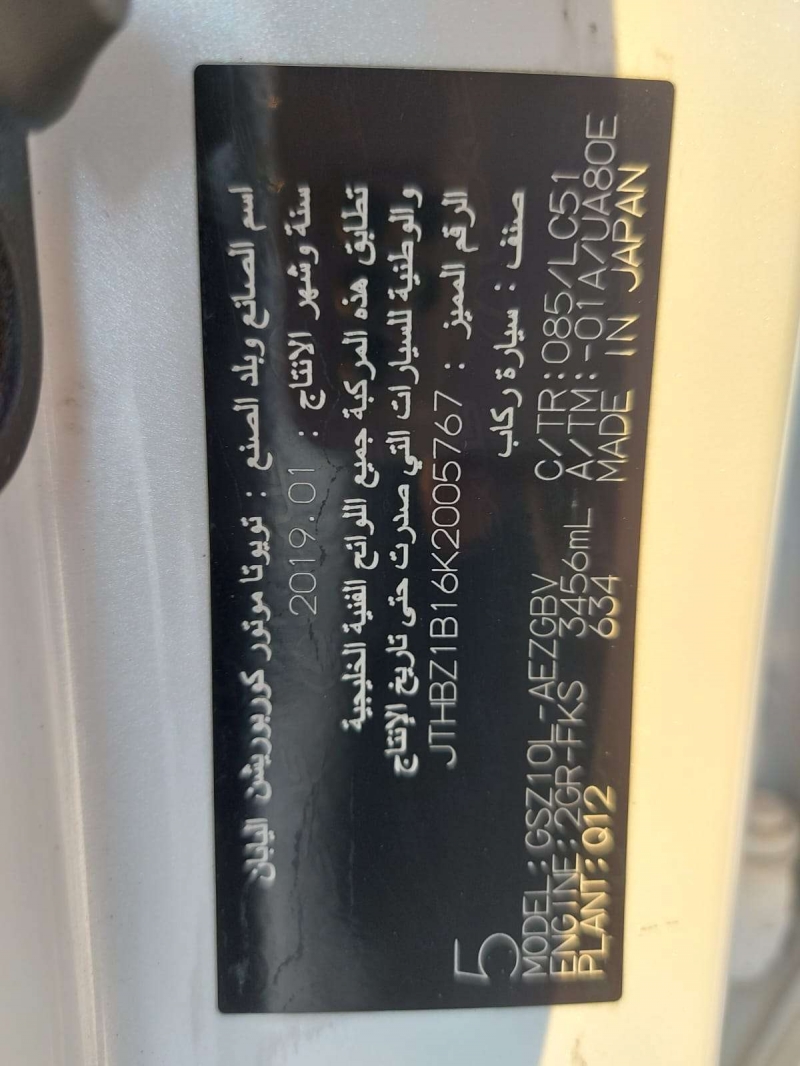 اسم الصانع وبلد الصنع : تويوتا موتور كوربوريشن اليابان
سنة وشهر الانتاج : 2019.01
تطابق هذه المركبة جميع اللوائح الفنية الخليجية
والوطنية للسيارات التي صدرت حتى تاريخ الإنتاج
الرقم المميز : JTHBZ1B16K2005767
صنف : سيارة ركاب
5
MODEL:GSZ10L-AEZGBV C/TR:085/LC51
ENGINE:2GR-FKS 3456mL A/TM:-01A/UA80E
PLANT:Q12 634 MADE IN JAPAN